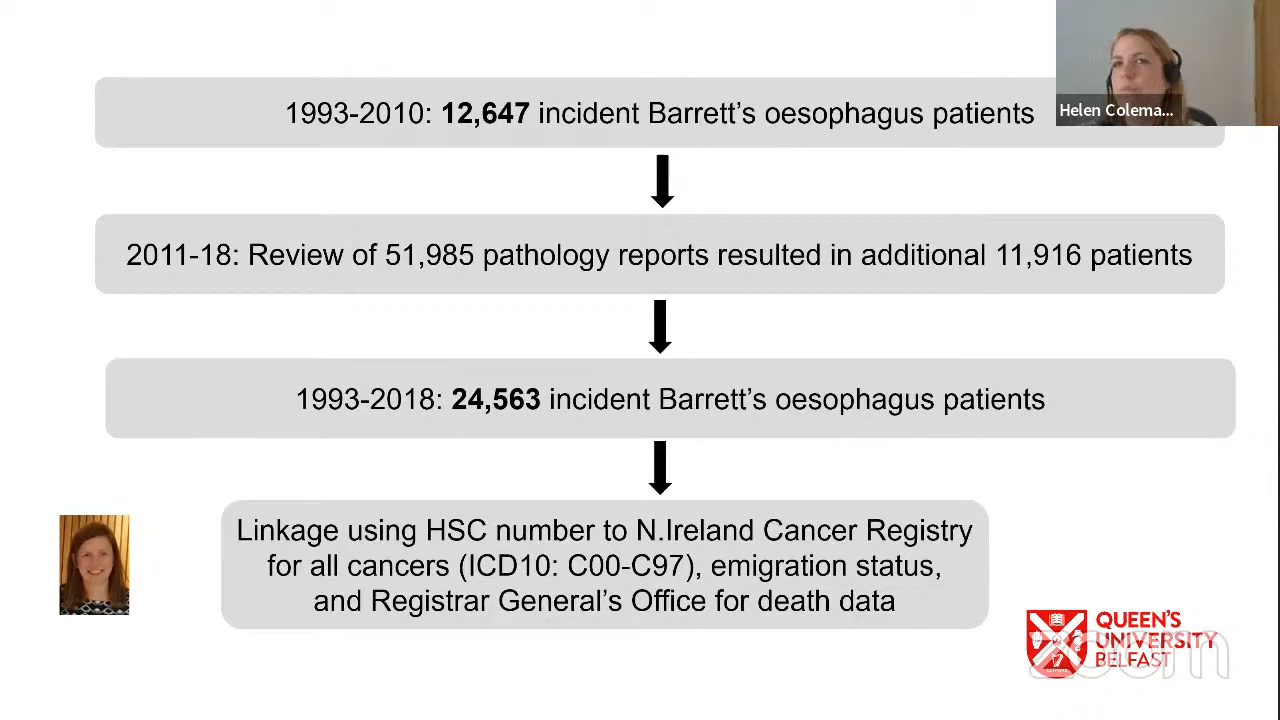 1993-2010: 12,647 incident Barrett’s oesophagus patients
Helen Colema...
2011-18: Review of 51,985 pathology reports resulted in additional 11,916 patients
1993-2018: 24,563 incident Barrett’s oesophagus patients
Linkage using HSC number to N.Ireland Cancer Registry
for all cancers (ICD10: C00-C97), emigration status,
and Registrar General’s Office for death data
QUEEN’S
UNIVERSITY
BELFAST
zoom